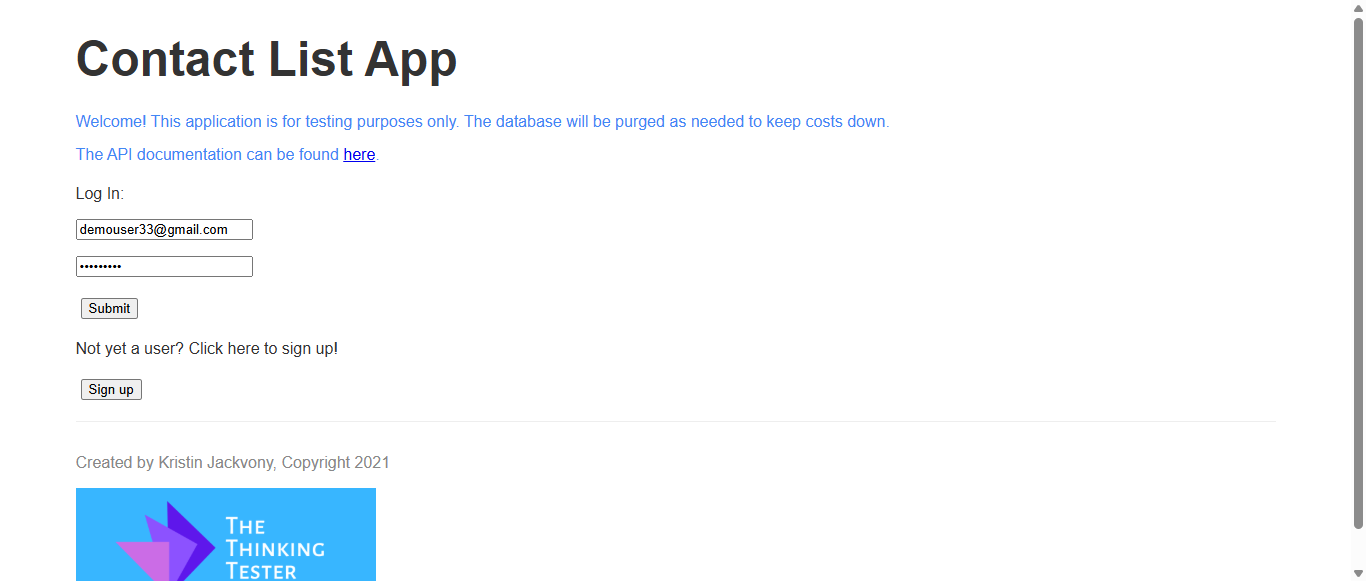 Contact List App
Welcome! This application is for testing purposes only. The database will be purged as needed to keep costs down.
The API documentation can be found here.
Log In:
demouser33@gmail.com
•••••••••
Submit
Not yet a user? Click here to sign up!
Sign up
Created by Kristin Jackvony, Copyright 2021
THE
THINKING
TESTER